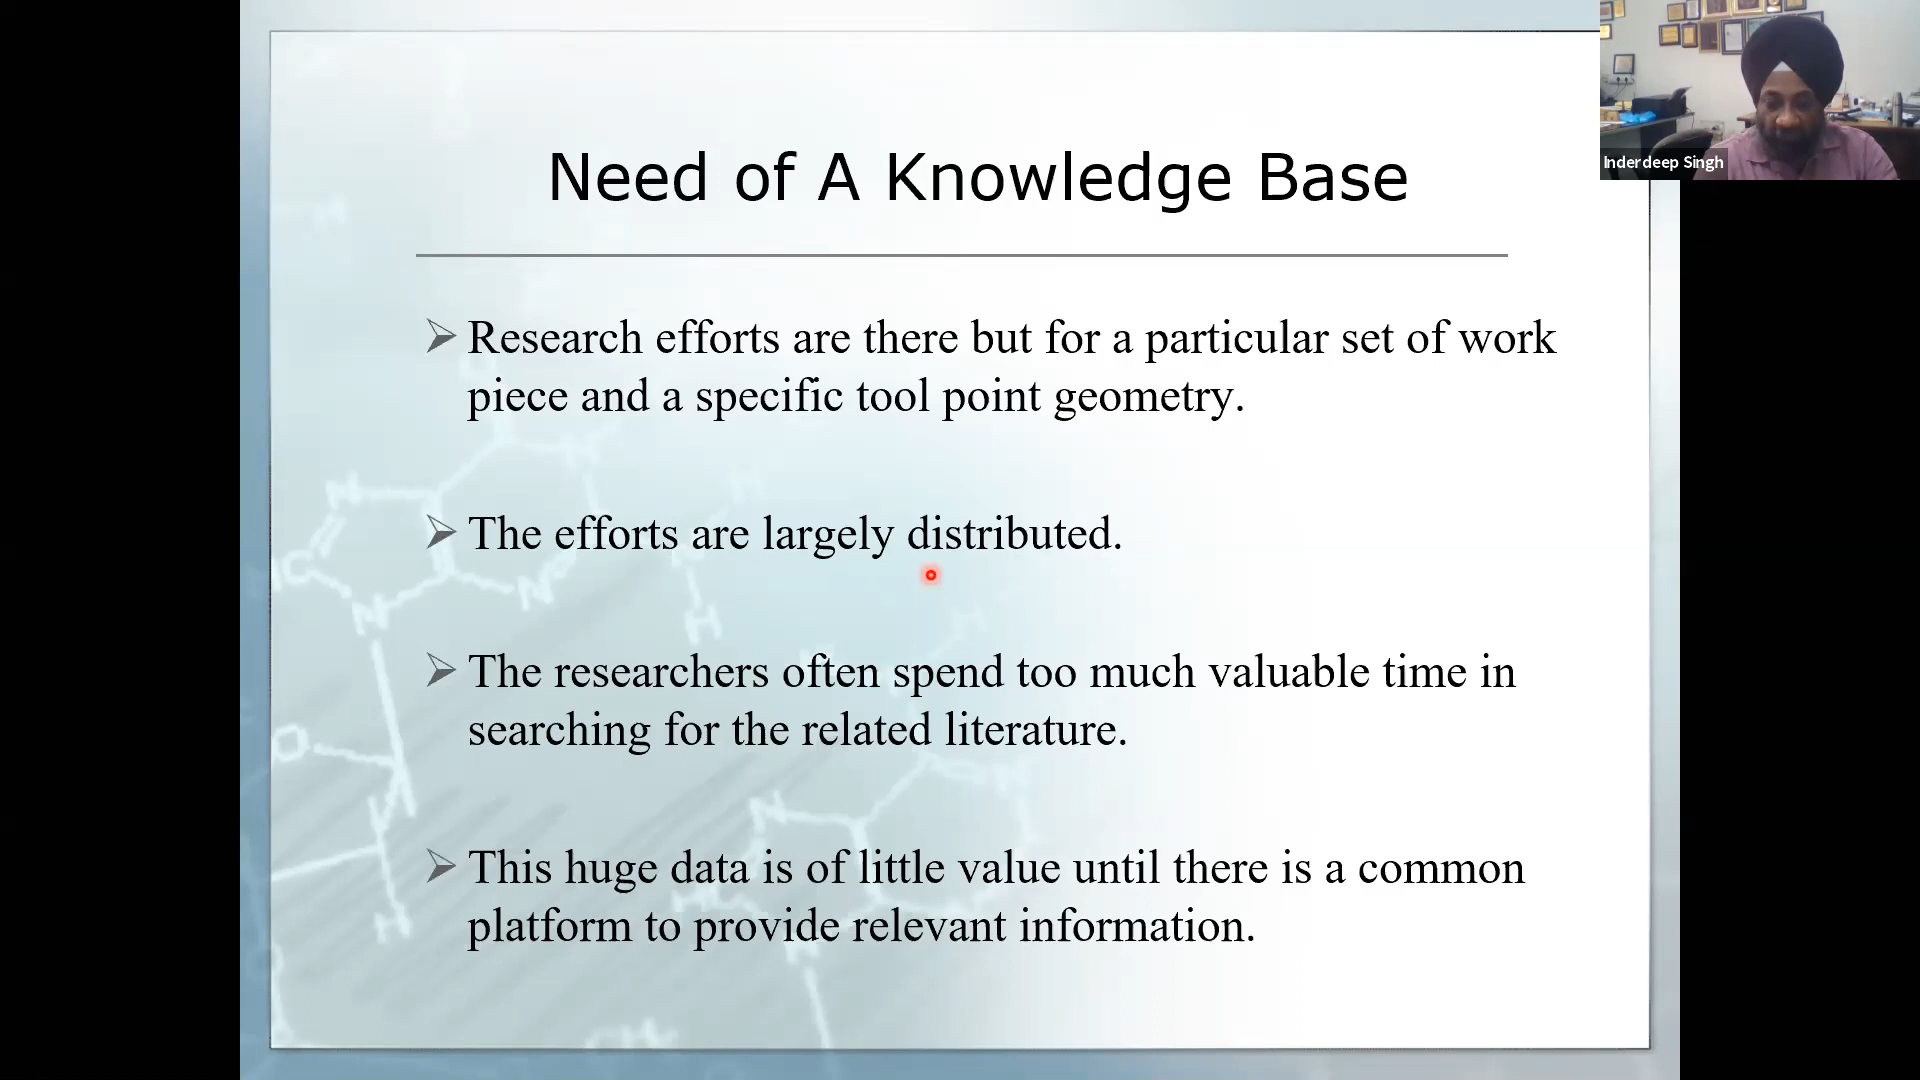 Need of A Knowledge Base
Inderdeep Singh
Research efforts are there but for a particular set of work
piece and a specific tool point geometry.
The efforts are largely distributed.
The researchers often spend too much valuable time in
searching for the related literature.
This huge data is of little value until there is a common
platform to provide relevant information.